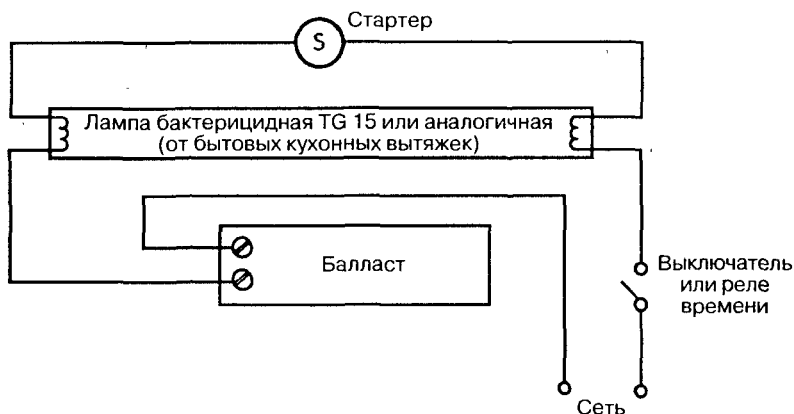 Стартер
S
Лампа бактерицидная TG 15 или аналогичная
(от бытовых кухонных вытяжек)
Балласт
Выключатель
или реле
времени
Сеть